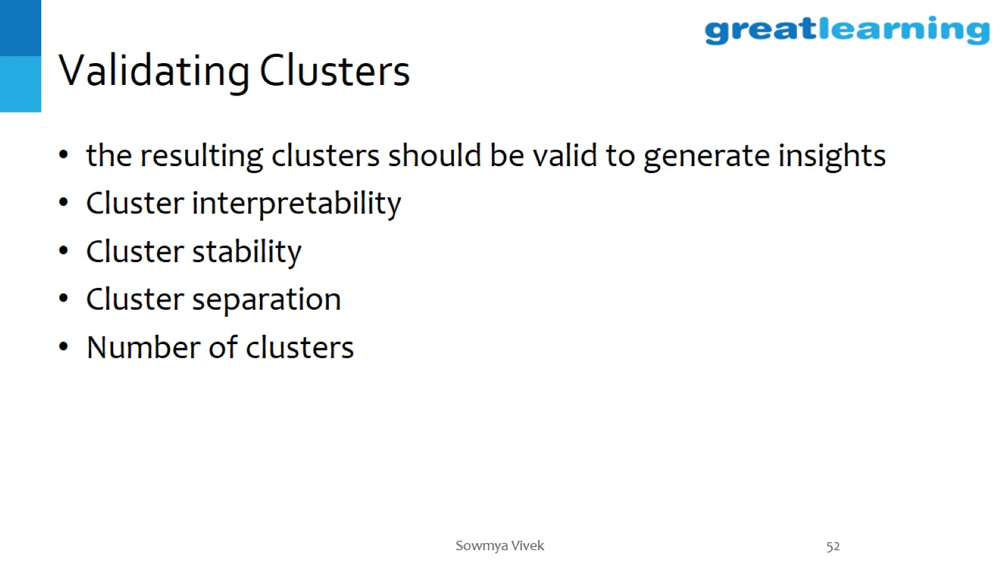 greatlearning
Validating Clusters
• the resulting clusters should be valid to generate insights
• Cluster interpretability
• Cluster stability
• Cluster separation
• Number of clusters
Sowmya Vivek
52